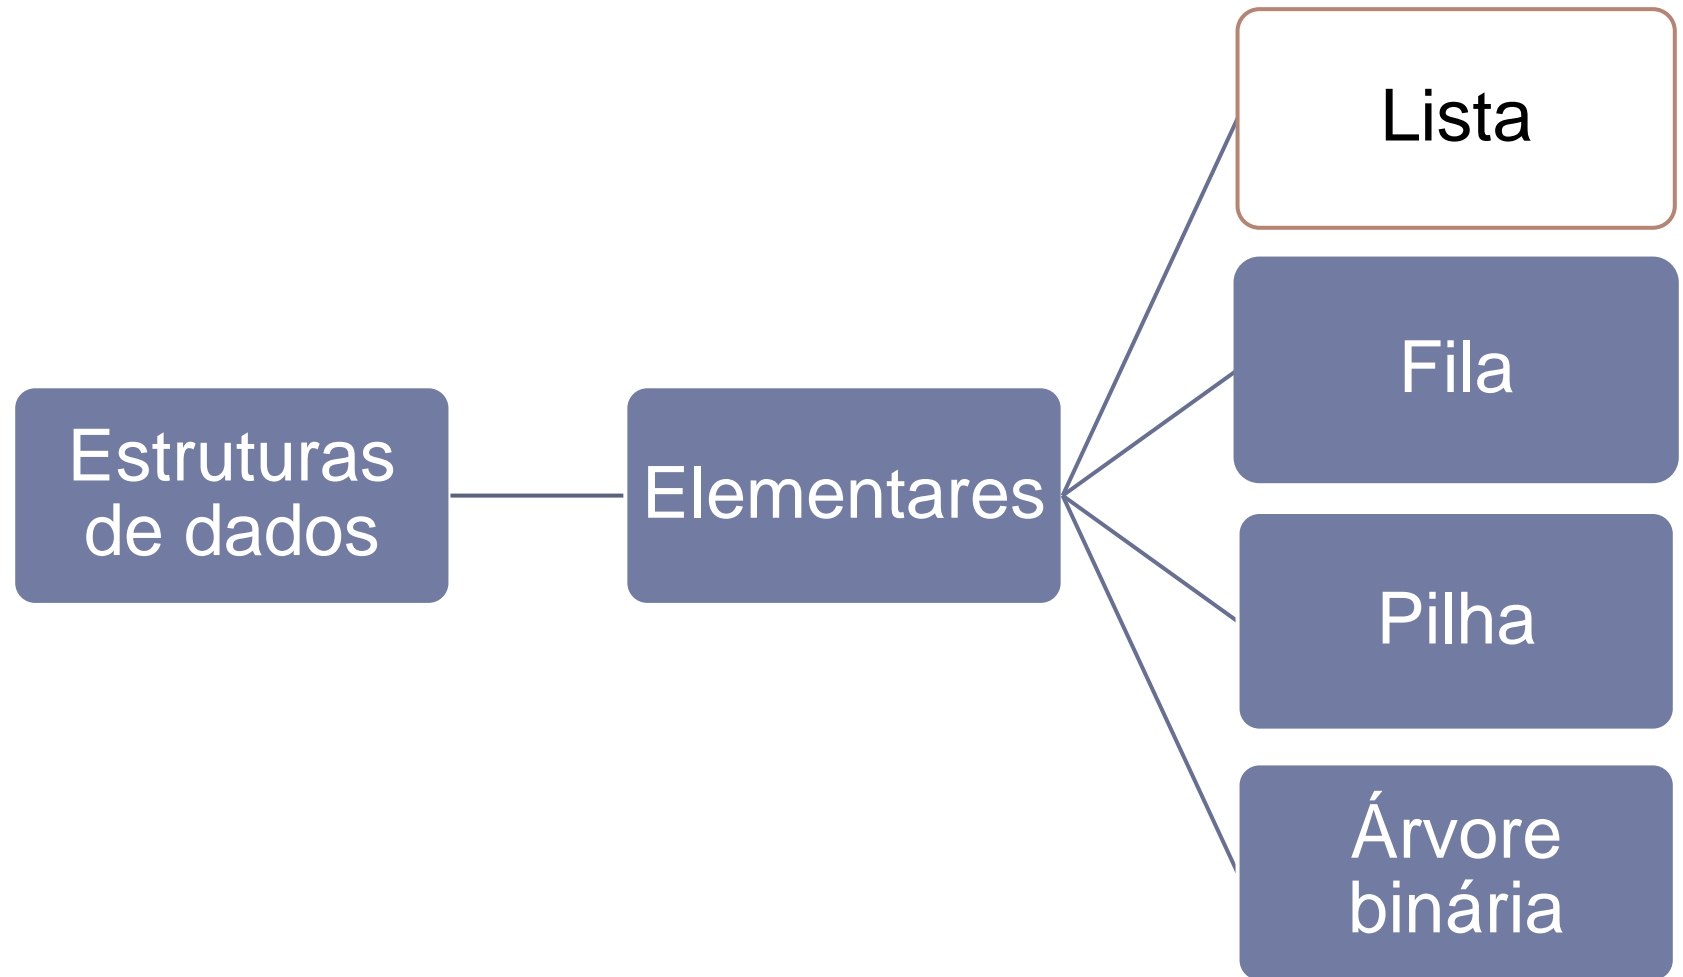 Estruturas
de dados
Elementares
Lista
Fila
Pilha
Árvore
binária